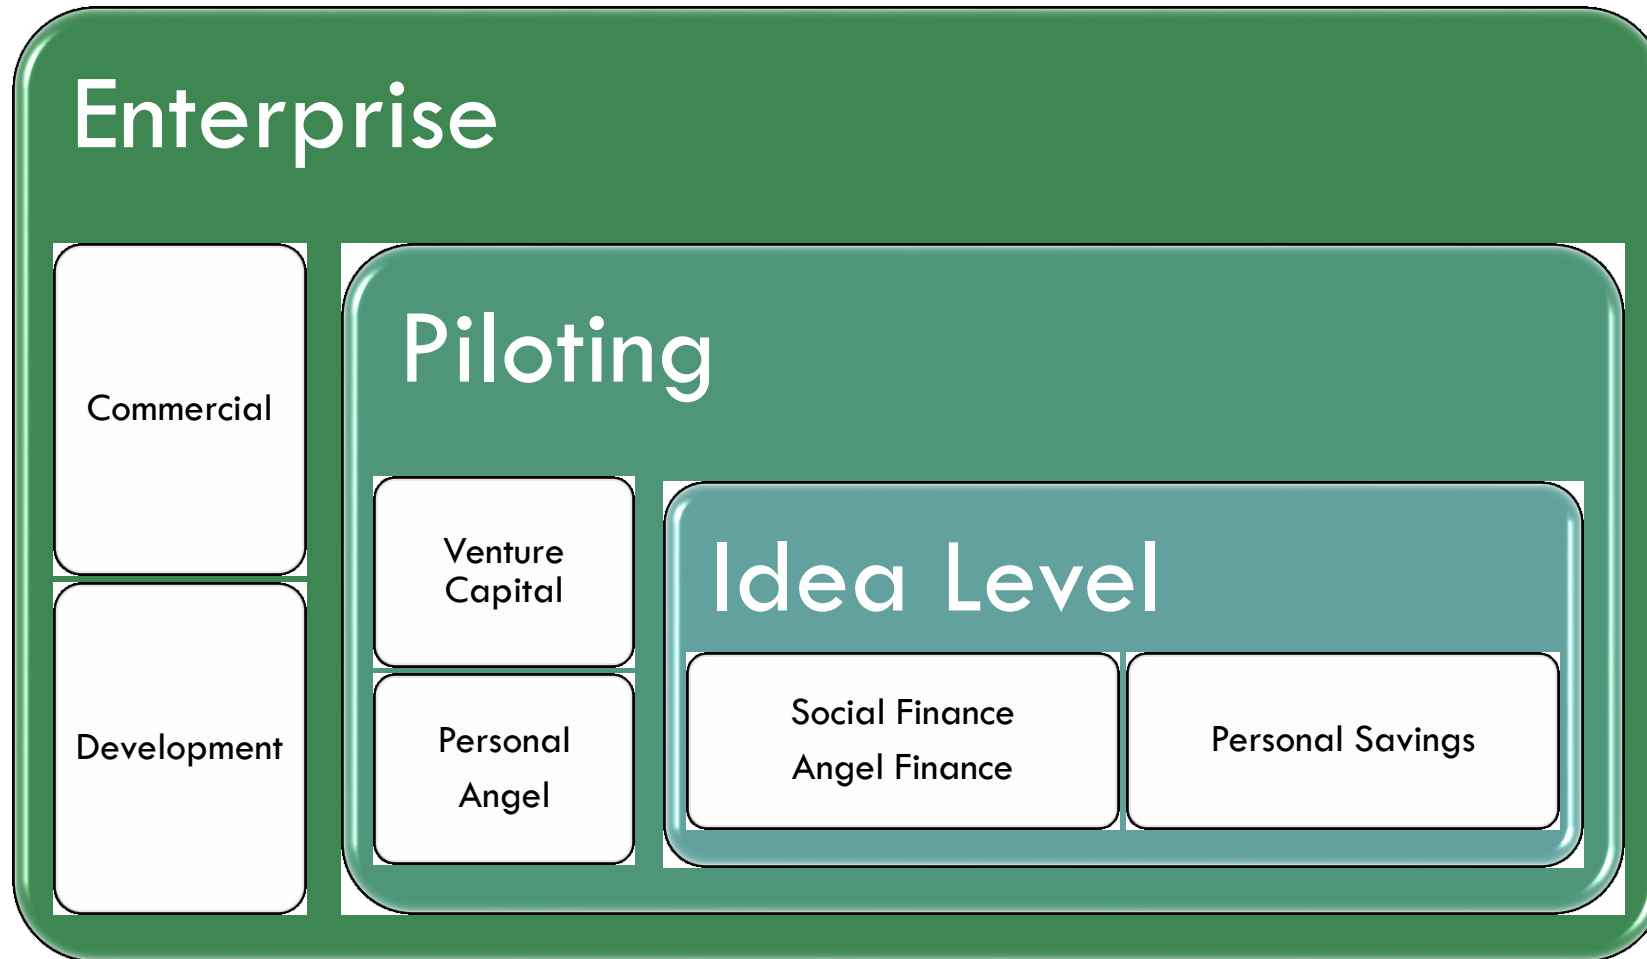 Enterprise
Commercial
Development
Piloting
Venture
Capital
Personal
Angel
Idea Level
Social Finance
Angel Finance
Personal Savings